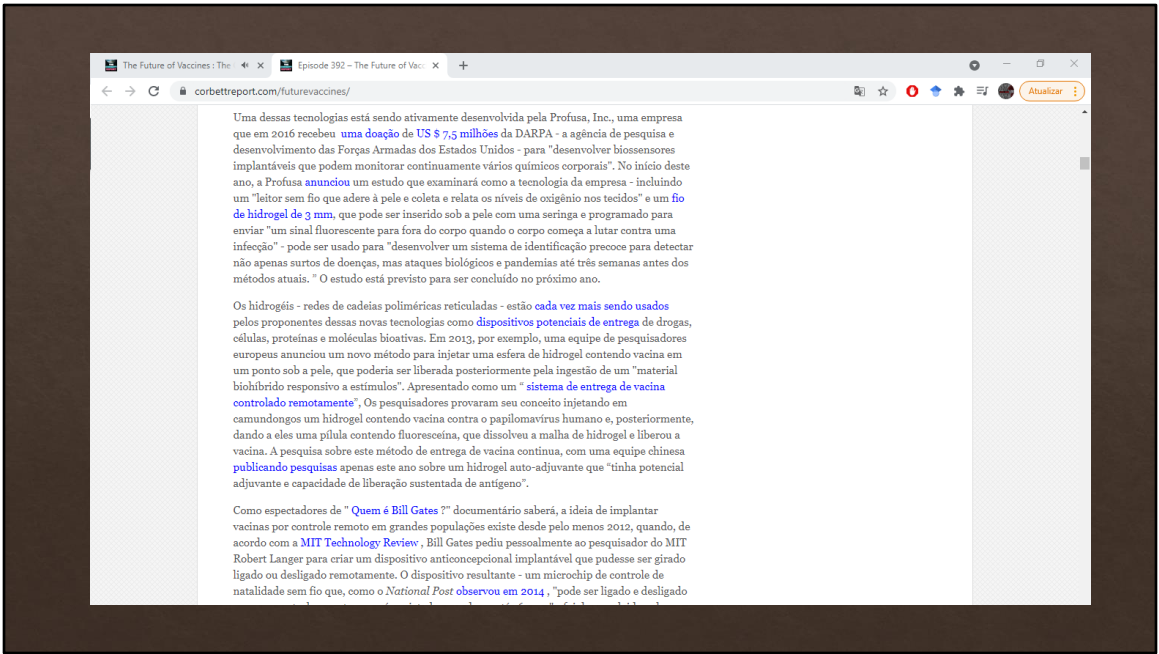 The Future of Vaccines : The
Episode 392 – The Future of Vacc
corbettreport.com/futurevaccines/
Atualizar
Uma dessas tecnologias está sendo ativamente desenvolvida pela Profusa, Inc., uma empresa
que em 2016 recebeu uma doação de US $ 7,5 milhões da DARPA - a agência de pesquisa e
desenvolvimento das Forças Armadas dos Estados Unidos - para "desenvolver biossensores
implantáveis que podem monitorar continuamente vários químicos corporais". No início deste
ano, a Profusa anunciou um estudo que examinará como a tecnologia da empresa - incluindo
um "leitor sem fio que adere à pele e coleta e relata os níveis de oxigênio nos tecidos" e um fio
de hidrogel de 3 mm, que pode ser inserido sob a pele com uma seringa e programado para
enviar "um sinal fluorescente para fora do corpo quando o corpo começa a lutar contra uma
infecção" - pode ser usado para "desenvolver um sistema de identificação precoce para detectar
não apenas surtos de doenças, mas ataques biológicos e pandemias até três semanas antes dos
métodos atuais. ” O estudo está previsto para ser concluído no próximo ano.
Os hidrogéis - redes de cadeias poliméricas reticuladas - estão cada vez mais sendo usados
pelos proponentes dessas novas tecnologias como dispositivos potenciais de entrega de drogas,
células, proteínas e moléculas bioativas. Em 2013, por exemplo, uma equipe de pesquisadores
europeus anunciou um novo método para injetar uma esfera de hidrogel contendo vacina em
um ponto sob a pele, que poderia ser liberada posteriormente pela ingestão de um "material
biohíbrido responsivo a estímulos". Apresentado como um “ sistema de entrega de vacina
controlado remotamente”, Os pesquisadores provaram seu conceito injetando em
camundongos um hidrogel contendo vacina contra o papilomavírus humano e, posteriormente,
dando a eles uma pílula contendo fluoresceína, que dissolveu a malha de hidrogel e liberou a
vacina. A pesquisa sobre este método de entrega de vacina continua, com uma equipe chinesa
publicando pesquisas apenas este ano sobre um hidrogel auto-adjuvante que “tinha potencial
adjuvante e capacidade de liberação sustentada de antígeno”.
Como espectadores de " Quem é Bill Gates ?" documentário saberá, a ideia de implantar
vacinas por controle remoto em grandes populações existe desde pelo menos 2012, quando, de
acordo com a MIT Technology Review , Bill Gates pediu pessoalmente ao pesquisador do MIT
Robert Langer para criar um dispositivo anticoncepcional implantável que pudesse ser girado
ligado ou desligado remotamente. O dispositivo resultante - um microchip de controle de
natalidade sem fio que, como o National Post observou em 2014 , "pode ser ligado e desligado